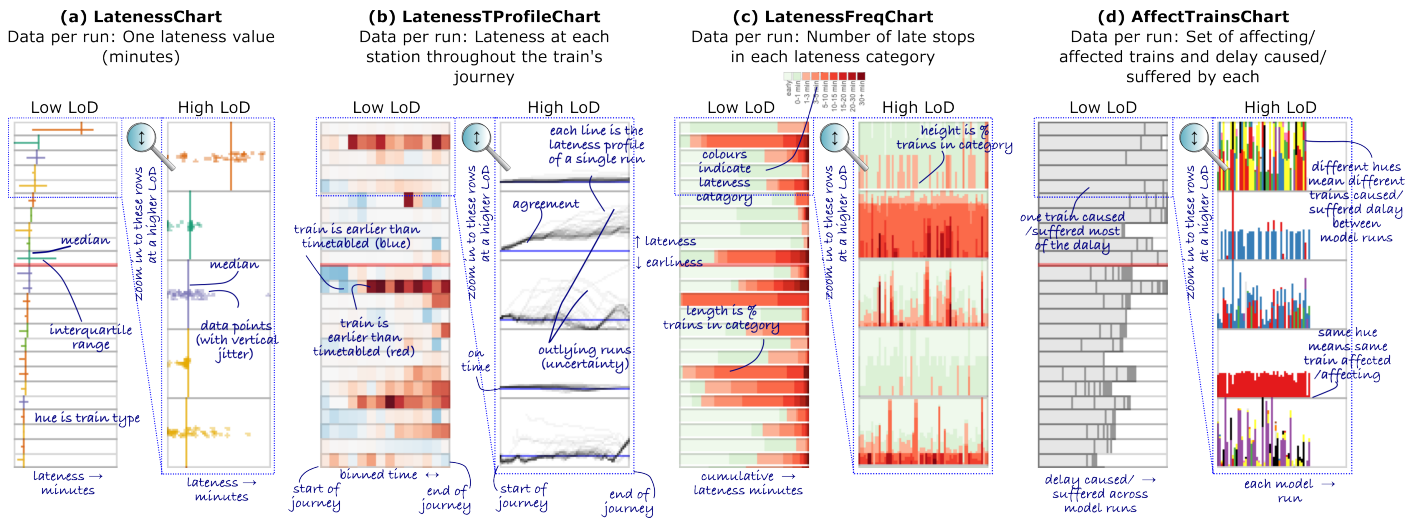 (a) LatenessChart
Data per run: One lateness value
(minutes)
Low LoD
High LoD
zoom in to these rows
at a higher LoD
median
median
interquartile
range
data points
(with vertical
jitter)
hue is train type
lateness →
minutes
lateness →
minutes
(b) LatenessTProfileChart
Data per run: Lateness at each
station throughout the train's
journey
Low LoD
High LoD
zoom in to these rows
at a higher LoD
each line is the
lateness profile
of a single run
agreement
train is earlier than
timetabled (blue)
↑ lateness
↓ earliness
train is
earlier than
timetabled (red)
outlying runs
(uncertainty)
on
time
binned time ↔
start of
journey
end of
journey
start of
journey
end of
journey
(c) LatenessFreqChart
Data per run: Number of late stops
in each lateness category
early
0-1 min
1-3 min
3-5 min
5-10 min
10-15 min
15-20 min
20-30 min
30+ min
Low LoD
High LoD
zoom in to these rows
at a higher LoD
colours
indicate
lateness
catagory
height is %
trains in category
length is %
trains in category
cumulative →
lateness minutes
(d) AffectTrainsChart
Data per run: Set of affecting/
affected trains and delay caused/
suffered by each
Low LoD
High LoD
zoom in to these rows
at a higher LoD
one train caused
/suffered most
of the dalay
different hues
mean different
trains caused/
suffered dalay
between
model runs
same hue
means same
train affected
/affecting
delay caused/ →
suffered across
model runs
each model →
run